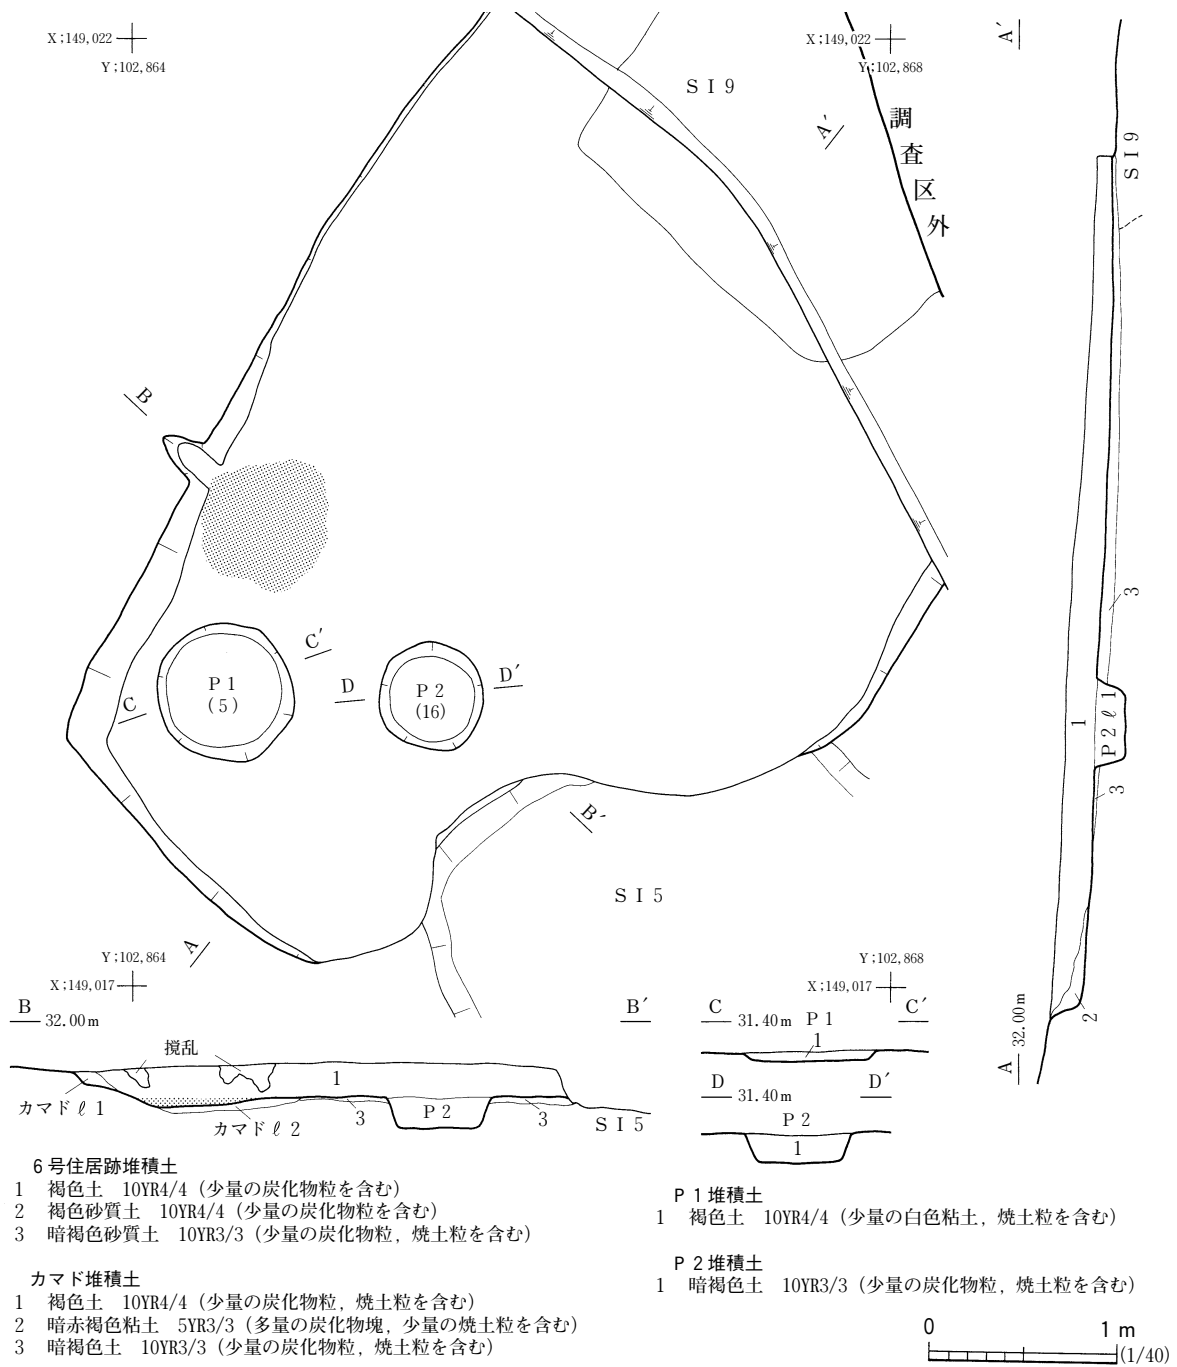 X;149,022
Y;102,864
X;149,022
Y;102,868
A′
SI9
A′
調査区外
SI9
B
C′
P1
(5)
C
D
P2
(16)
D′
3
1
P2ℓ1
3
B′
SI5
A
Y;102,864
X;149,017
Y;102,868
X;149,017
2
A 32.00m
B
32.00m
B′
C
31.40m
P1
C′
1
撹乱
1
カマドℓ1
カマドℓ2
3
P2
3
SI5
D
31.40m
D′
P2
1
6号住居跡堆積土
1 褐色土 10YR4/4(少量の炭化物粒を含む)
2 褐色砂質土 10YR4/4(少量の炭化物粒を含む)
3 暗褐色砂質土 10YR3/3(少量の炭化物粒,焼土粒を含む)
カマド堆積土
1 褐色土 10YR4/4(少量の炭化物粒,焼土粒を含む)
2 暗赤褐色粘土 5YR3/3(多量の炭化物塊,少量の焼土粒を含む)
3 暗褐色土 10YR3/3(少量の炭化物粒,焼土粒を含む)
P1堆積土
1 褐色土 10YR4/4(少量の白色粘土,焼土粒を含む)
P2堆積土
1 暗褐色土 10YR3/3(少量の炭化物粒,焼土粒を含む)
0 1m
(1/40)